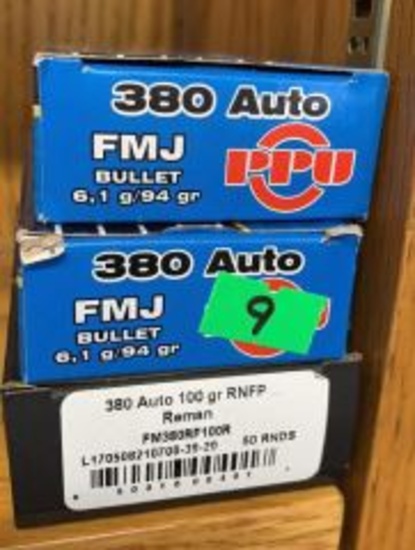 380 Auto
FMJ
BULLET
6,1 g/94 gr
PPU
380 Auto
FMJ
BULLET
6,1 g/94 gr
9
380 Auto 100 gr RNFP
Reman
FM380RF100R
50 RNDS